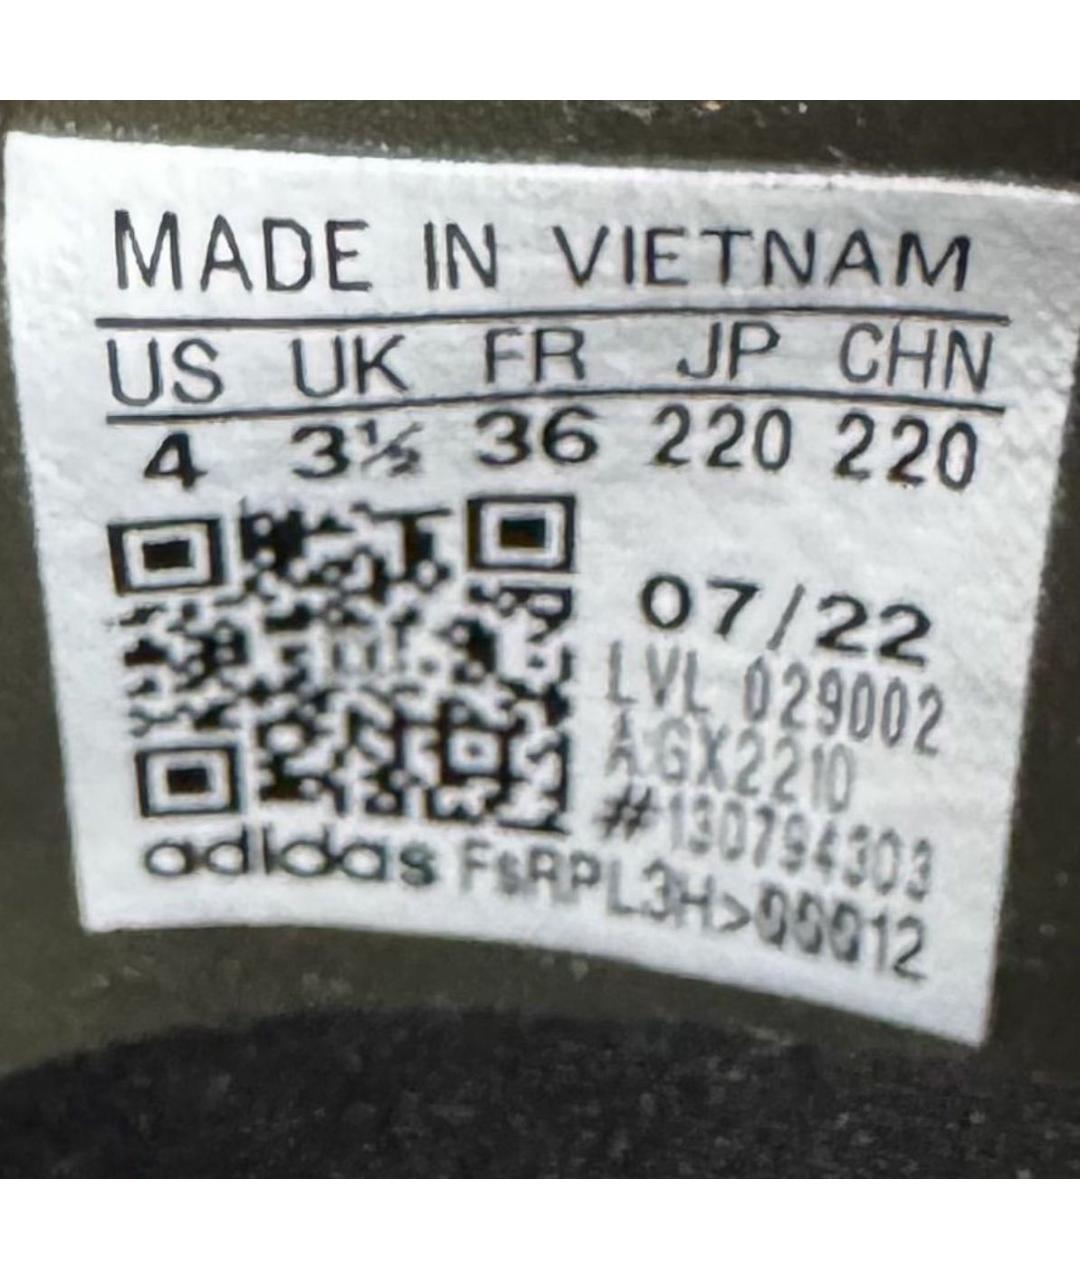 MADE IN VIETNAM
US UK FR JP CHN
4 3½ 36 220 220
07/22
LVL 029002
A:GX2210
#130794303
adidas FsRPL3H>00012